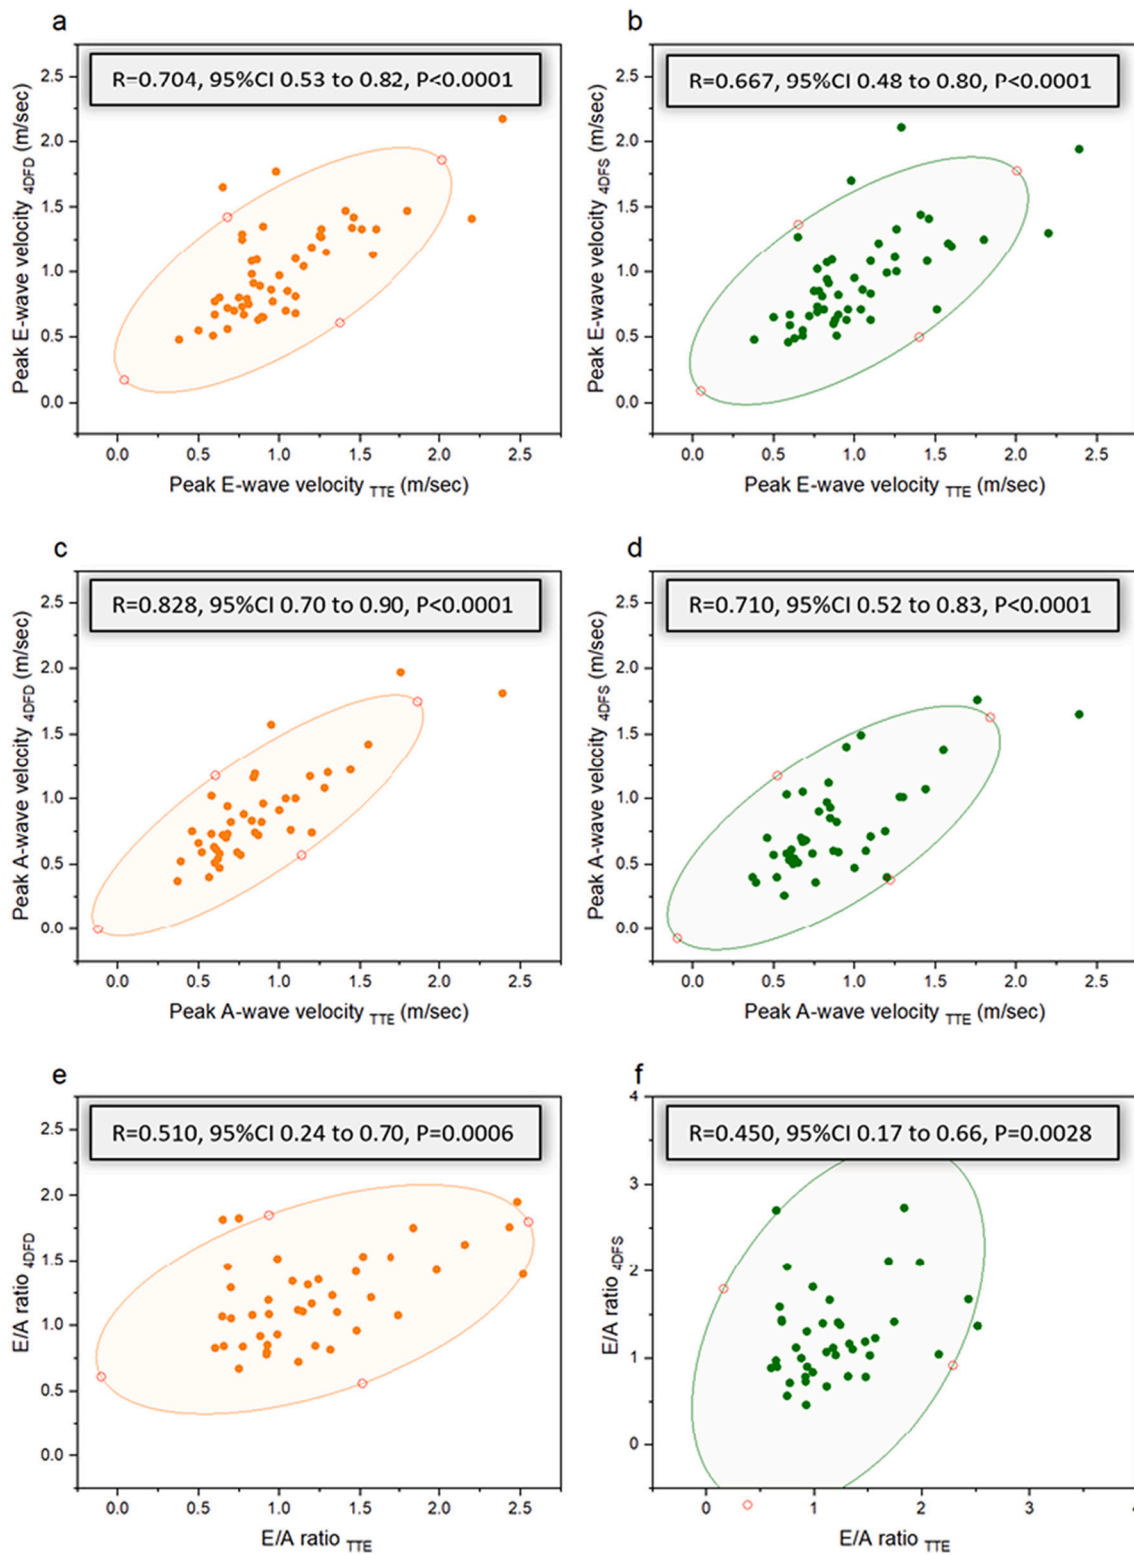 a
R=0.704, 95%CI 0.53 to 0.82, P<0.0001
Peak E-wave velocity 4DFD (m/sec)
2.5
2.0
1.5
1.0
0.5
0.0
0.0 0.5 1.0 1.5 2.0 2.5
Peak E-wave velocity TTE (m/sec)
b
R=0.667, 95%CI 0.48 to 0.80, P<0.0001
Peak E-wave velocity 4DFS (m/sec)
2.5
2.0
1.5
1.0
0.5
0.0
0.0 0.5 1.0 1.5 2.0 2.5
Peak E-wave velocity TTE (m/sec)
c
R=0.828, 95%CI 0.70 to 0.90, P<0.0001
Peak A-wave velocity 4DFD (m/sec)
2.5
2.0
1.5
1.0
0.5
0.0
0.0 0.5 1.0 1.5 2.0 2.5
Peak A-wave velocity TTE (m/sec)
d
R=0.710, 95%CI 0.52 to 0.83, P<0.0001
Peak A-wave velocity 4DFS (m/sec)
2.5
2.0
1.5
1.0
0.5
0.0
0.0 0.5 1.0 1.5 2.0 2.5
Peak A-wave velocity TTE (m/sec)
e
R=0.510, 95%CI 0.24 to 0.70, P=0.0006
E/A ratio 4DFD
2.5
2.0
1.5
1.0
0.5
0.0
0.0 0.5 1.0 1.5 2.0 2.5
E/A ratio TTE
f
R=0.450, 95%CI 0.17 to 0.66, P=0.0028
E/A ratio 4DFS
4
3
2
1
0
0 1 2 3 4
E/A ratio TTE